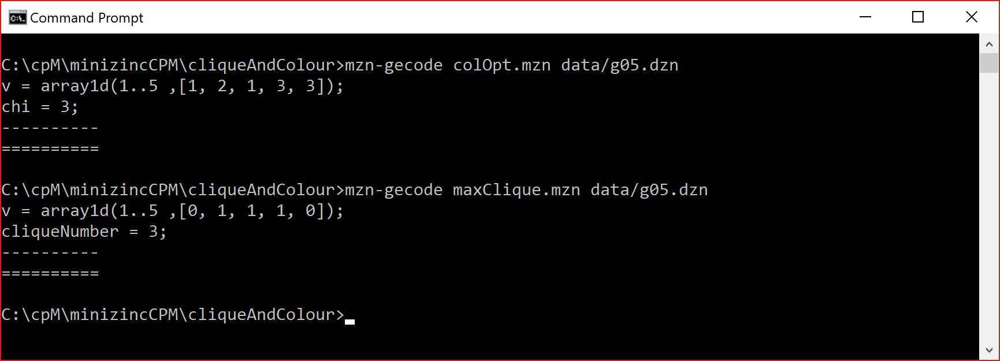 Command Prompt
C:\cpM\minizincCPM\cliqueAndColour>mzn-gecode colOpt.mzn data/g05.dzn
v = array1d(1..5 ,[1, 2, 1, 3, 3]);
chi = 3;
----------
==========
C:\cpM\minizincCPM\cliqueAndColour>mzn-gecode maxClique.mzn data/g05.dzn
v = array1d(1..5 ,[0, 1, 1, 1, 0]);
cliqueNumber = 3;
----------
==========
C:\cpM\minizincCPM\cliqueAndColour>